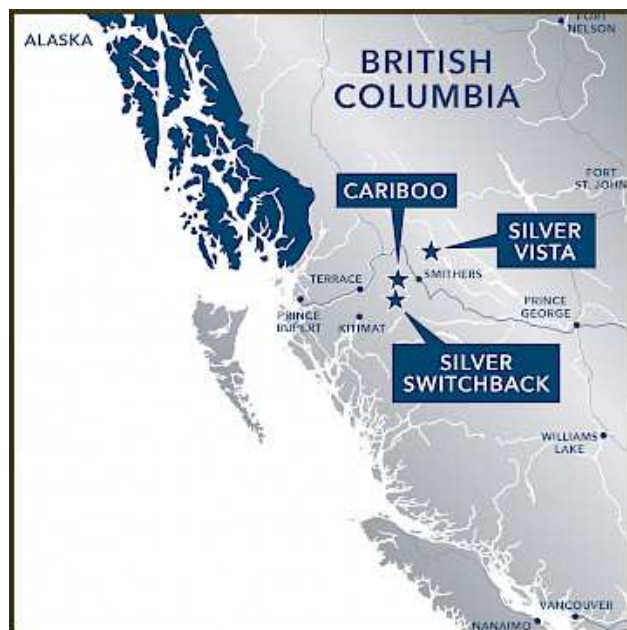 FORT
NELSON
ALASKA
BRITISH
COLUMBIA
FORT
ST. JOHN
CARIBOO
SILVER
VISTA
TERRACE
SMITHERS
PRINCE
RUPERT
KITIMAT
PRINCE
GEORGE
SILVER
SWITCHBACK
WILLIAMS
LAKE
VANCOUVER
NANAIMO